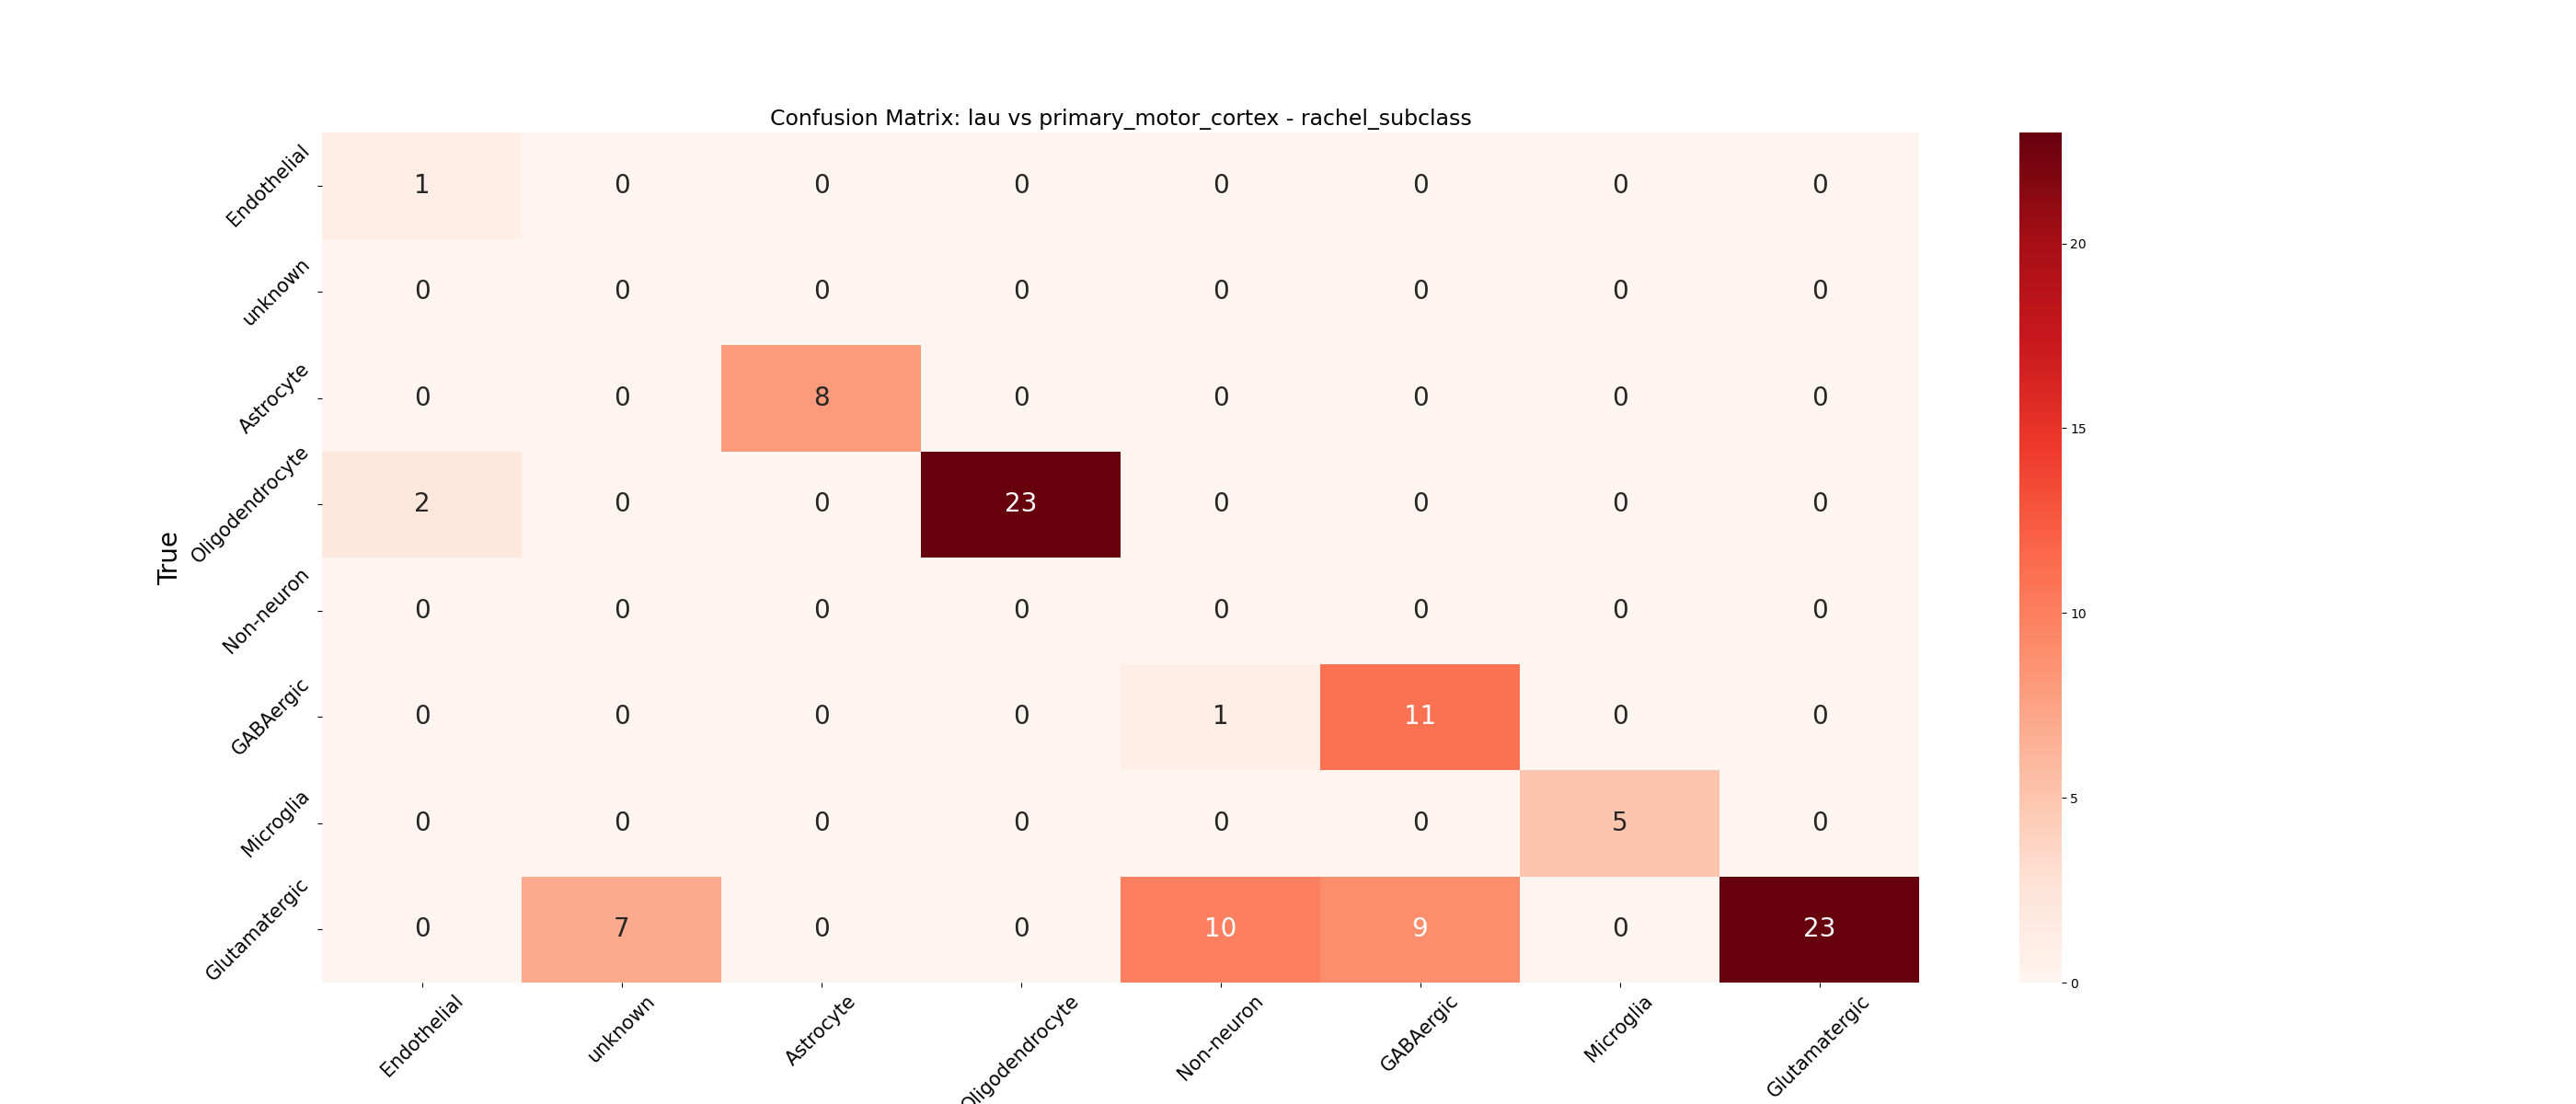 Confusion Matrix: lau vs primary_motor_cortex - rachel_subclass
True
Endothelial 1 0 0 0 0 0 0 0
unknown 0 0 0 0 0 0 0 0
Astrocyte 0 0 8 0 0 0 0 0
Oligodendrocyte 2 0 0 23 0 0 0 0
Non-neuron 0 0 0 0 0 0 0 0
GABAergic 0 0 0 0 1 11 0 0
Microglia 0 0 0 0 0 0 5 0
Glutamatergic 0 7 0 0 10 9 0 23
Endothelial unknown Astrocyte Oligodendrocyte Non-neuron GABAergic Microglia Glutamatergic
20
15
10
5
0